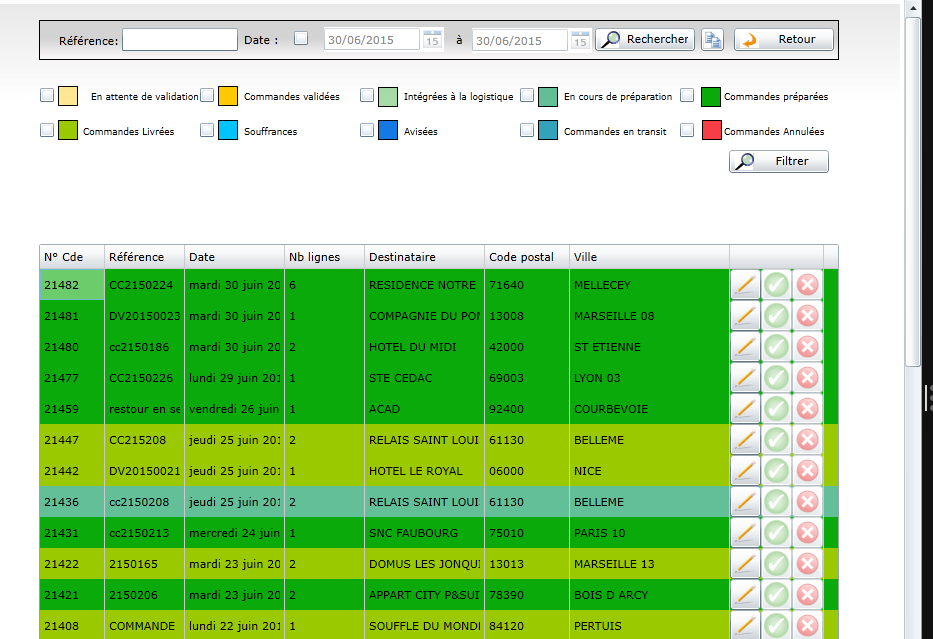 Référence: Date : 30/06/2015 15 à 30/06/2015 15 Rechercher Retour
En attente de validation Commandes validées Intégrées à la logistique En cours de préparation Commandes préparées
Commandes Livrées Souffrances Avisées Commandes en transit Commandes Annulées
Filtrer
N° Cde Référence Date Nb lignes Destinataire Code postal Ville
21482 CC2150224 mardi 30 juin 20 6 RESIDENCE NOTRE 71640 MELLECEY
21481 DV20150023 mardi 30 juin 20 1 COMPAGNIE DU PON 13008 MARSEILLE 08
21480 cc2150186 mardi 30 juin 20 2 HOTEL DU MIDI 42000 ST ETIENNE
21477 CC2150226 lundi 29 juin 201 1 STE CEDAC 69003 LYON 03
21459 restour en se 	vendredi 26 juin 1 ACAD 92400 COURBEVOIE
21447 CC215208 jeudi 25 juin 201 2 RELAIS SAINT LOUI 61130 BELLEME
21442 DV20150021 jeudi 25 juin 201 1 HOTEL LE ROYAL 06000 NICE
21436 cc2150208 jeudi 25 juin 201 2 RELAIS SAINT LOUI 61130 BELLEME
21431 cc2150213 mercredi 24 juin 1 SNC FAUBOURG 75010 PARIS 10
21422 2150165 mardi 23 juin 20 2 DOMUS LES JONQUI 13013 MARSEILLE 13
21421 2150206 mardi 23 juin 20 2 APPART CITY P&SUI 78390 BOIS D ARCY
21408 COMMANDE lundi 22 juin 201 1 SOUFFLE DU MONDI 84120 PERTUIS